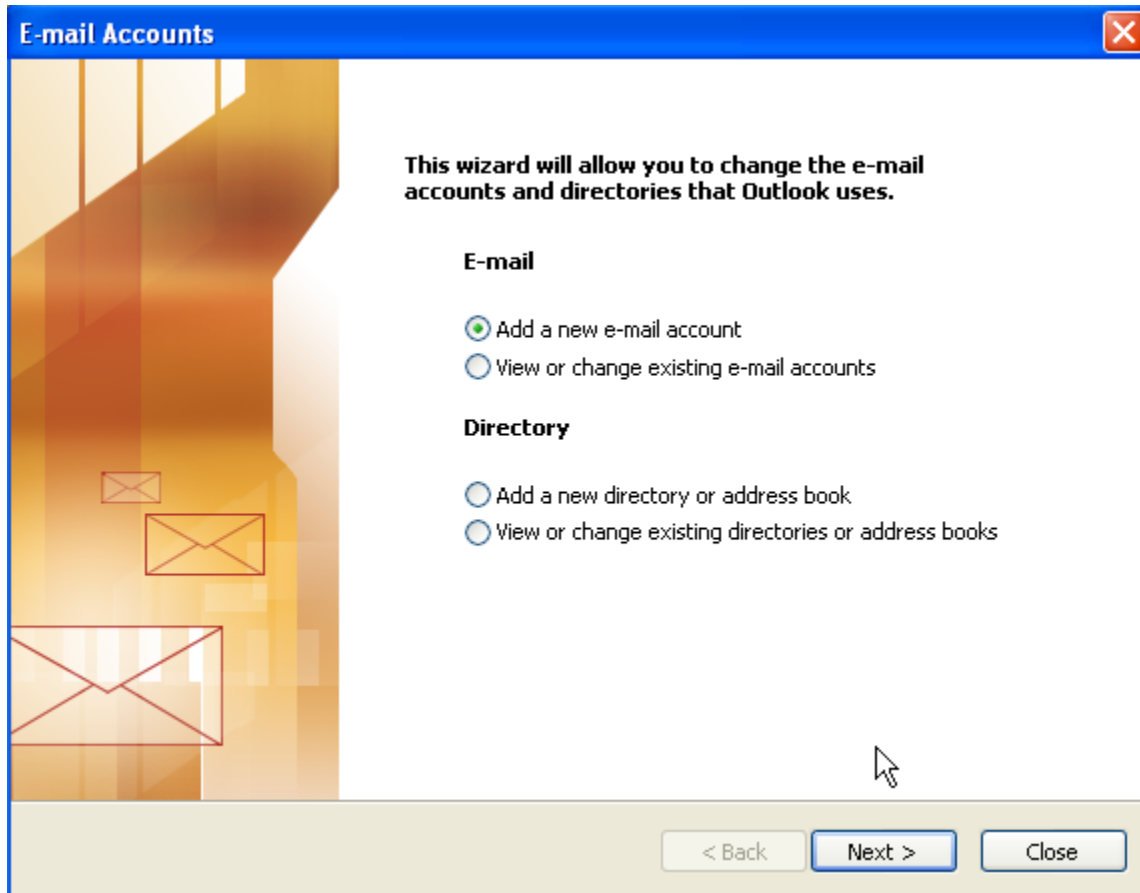 E-mail Accounts
This wizard will allow you to change the e-mail
accounts and directories that Outlook uses.
E-mail
Add a new e-mail account
View or change existing e-mail accounts
Directory
Add a new directory or address book
View or change existing directories or address books
< Back Next > Close